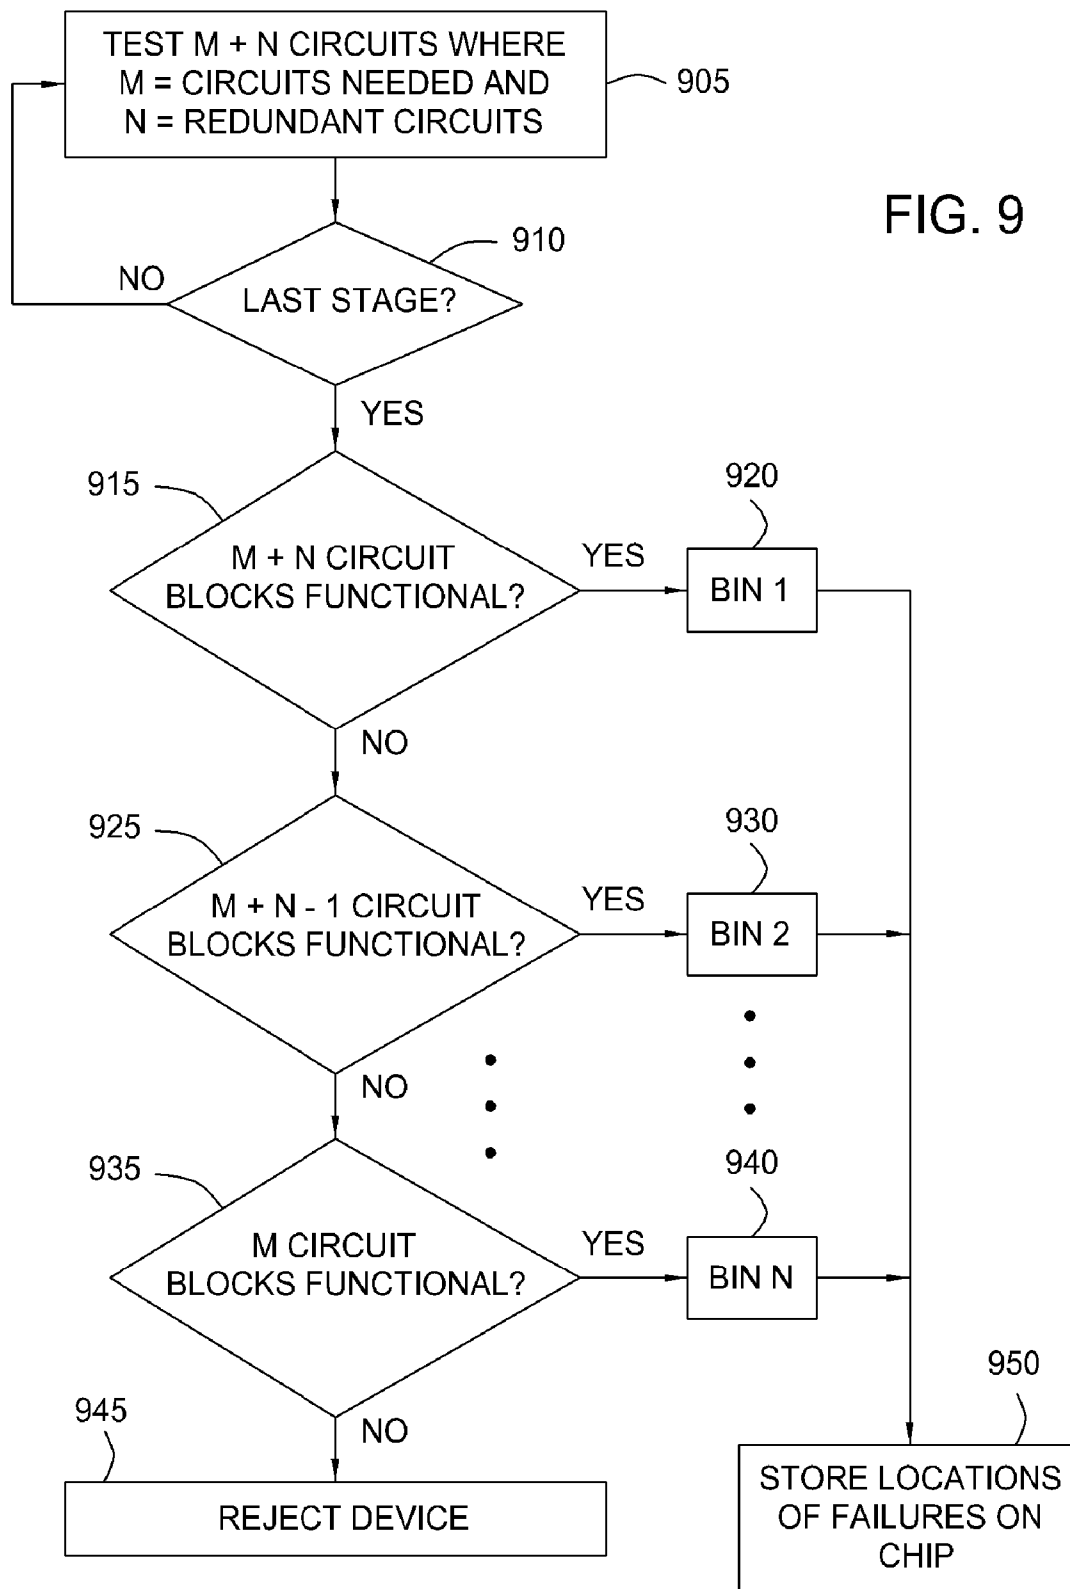 TEST M + N CIRCUITS WHERE
M = CIRCUITS NEEDED AND
N = REDUNDANT CIRCUITS
905
FIG. 9
910
NO
LAST STAGE?
YES
915
920
M + N CIRCUIT
BLOCKS FUNCTIONAL?
YES
BIN 1
NO
925
930
M + N - 1 CIRCUIT
BLOCKS FUNCTIONAL?
YES
BIN 2
NO
935
940
M CIRCUIT
BLOCKS FUNCTIONAL?
YES
BIN N
950
945
NO
REJECT DEVICE
STORE LOCATIONS
OF FAILURES ON
CHIP